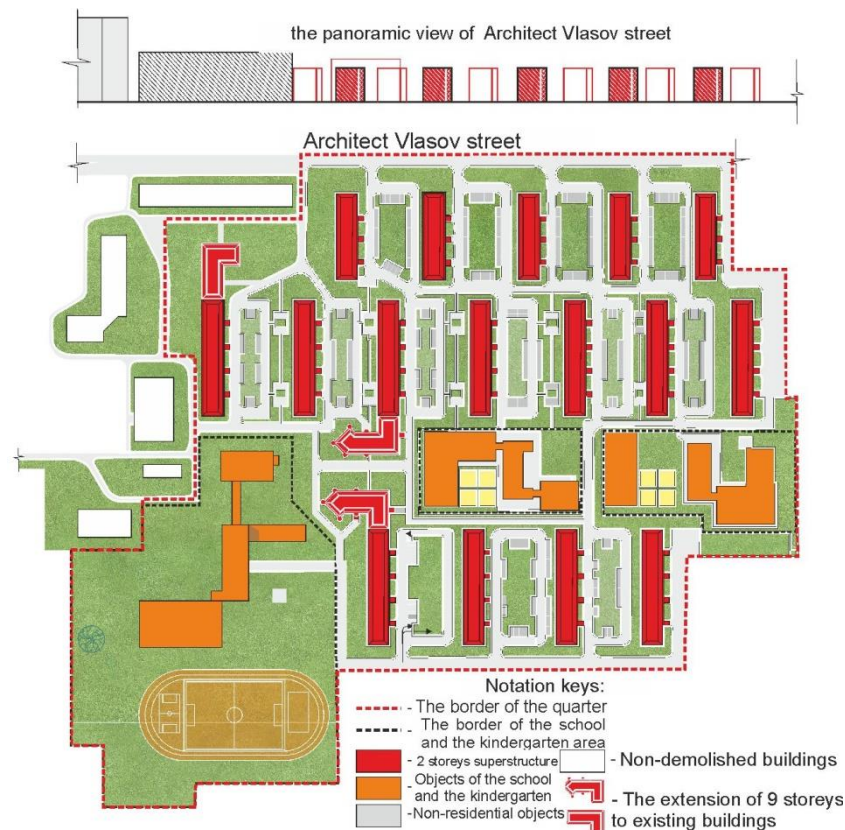 the panoramic view of Architect Vlasov street
Architect Vlasov street
Notation keys:
- The border of the quarter
- The border of the school
and the kindergarten area
- 2 storeys superstructure
- Non-demolished buildings
- Objects of the school
and the kindergarten
- The extension of 9 storeys
to existing buildings
- Non-residential objects